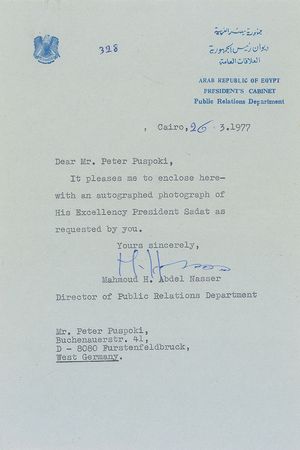 328
جمهورية مصر العربية
ديوان رئيس الجمهورية
العلاقات العامة
ARAB REPUBLIC OF EGYPT
PRESIDENT'S CABINET
Public Relations Department
, Cairo, 26 . 3.1977
Dear Mr. Peter Puspoki,
It pleases me to enclose here-
with an autographed photograph of
His Excellency President Sadat as
requested by you.
Yours sincerely,
Mahmoud H. Abdel Nasser
Director of Public Relations Department
Mr. Peter Puspoki,
Buchenauerstr. 41,
D - 8080 Furstenfeldbruck,
West Germany.